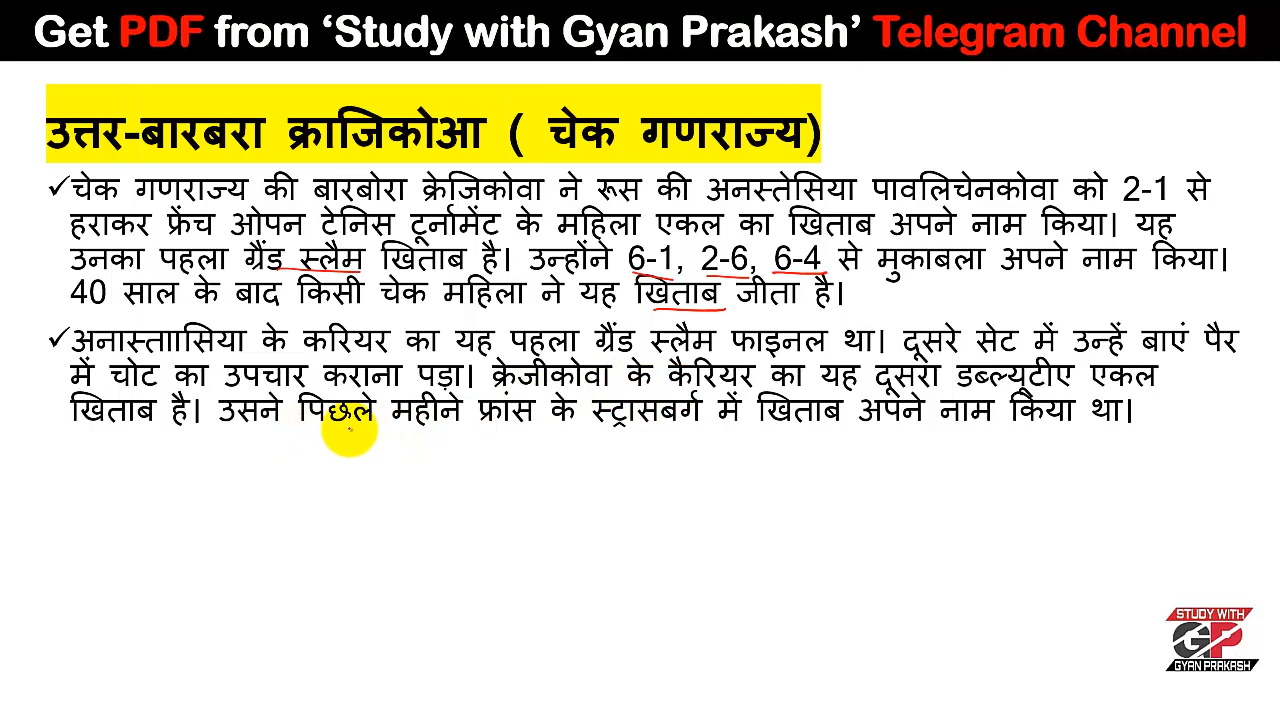 Get PDF from ‘Study with Gyan Prakash’ Telegram Channel
उत्तर-बारबरा क्राजिकोआ ( चेक गणराज्य)
✓चेक गणराज्य की बारबोरा क्रेजिकोवा ने रूस की अनस्तेसिया पावलिचेनकोवा को 2-1 से
हराकर फ्रेंच ओपन टेनिस टूर्नामेंट के महिला एकल का खिताब अपने नाम किया। यह
उनका पहला ग्रैंड स्लैम खिताब है। उन्होंने 6-1, 2-6, 6-4 से मुकाबला अपने नाम किया।
40 साल के बाद किसी चेक महिला ने यह खिताब जीता है।
✓अनास्ताासिया के करियर का यह पहला ग्रैंड स्लैम फाइनल था। दूसरे सेट में उन्हें बाएं पैर
में चोट का उपचार कराना पड़ा। क्रेजीकोवा के कैरियर का यह दूसरा डब्ल्यूटीए एकल
खिताब है। उसने पिछले महीने फ्रांस के स्ट्रासबर्ग में खिताब अपने नाम किया था।
STUDY WITH
GP
GYAN PRAKASH